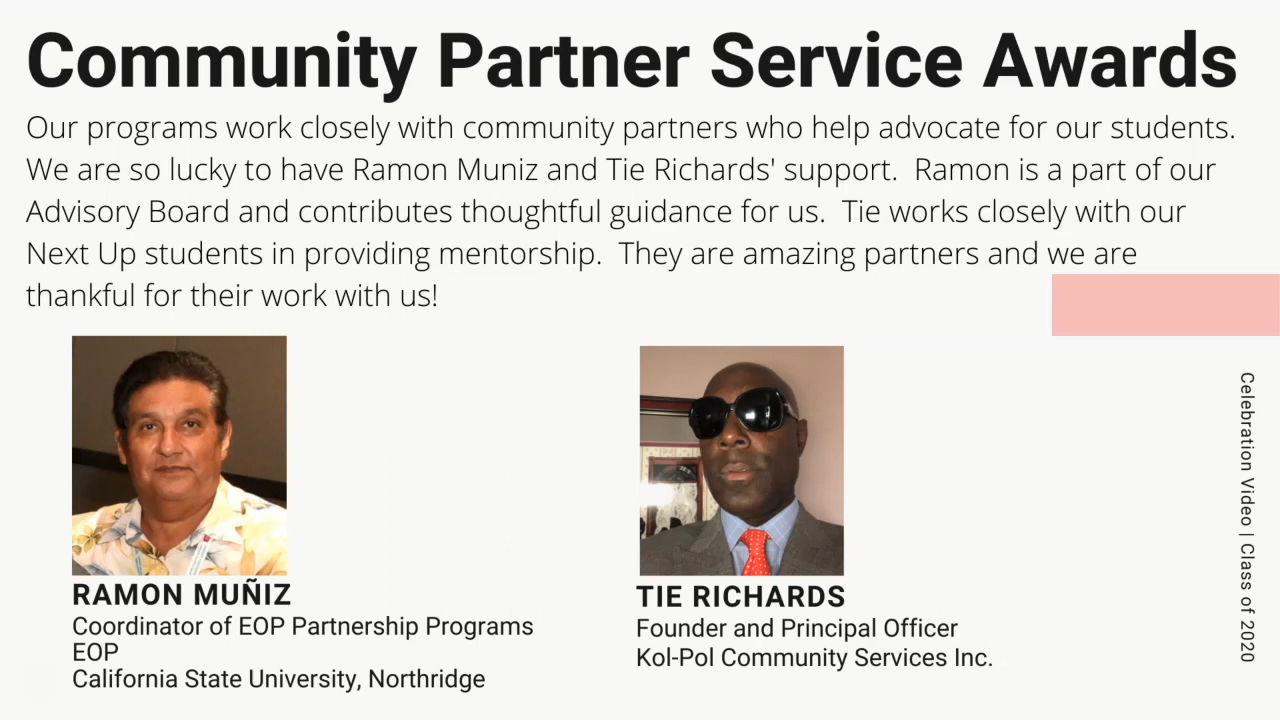 Community Partner Service Awards
Our programs work closely with community partners who help advocate for our students.
We are so lucky to have Ramon Muniz and Tie Richards' support.  Ramon is a part of our
Advisory Board and contributes thoughtful guidance for us.  Tie works closely with our
Next Up students in providing mentorship.  They are amazing partners and we are
thankful for their work with us!
RAMON MUÑIZ
Coordinator of EOP Partnership Programs
EOP
California State University, Northridge
TIE RICHARDS
Founder and Principal Officer
Kol-Pol Community Services Inc.
Celebration Video | Class of 2020